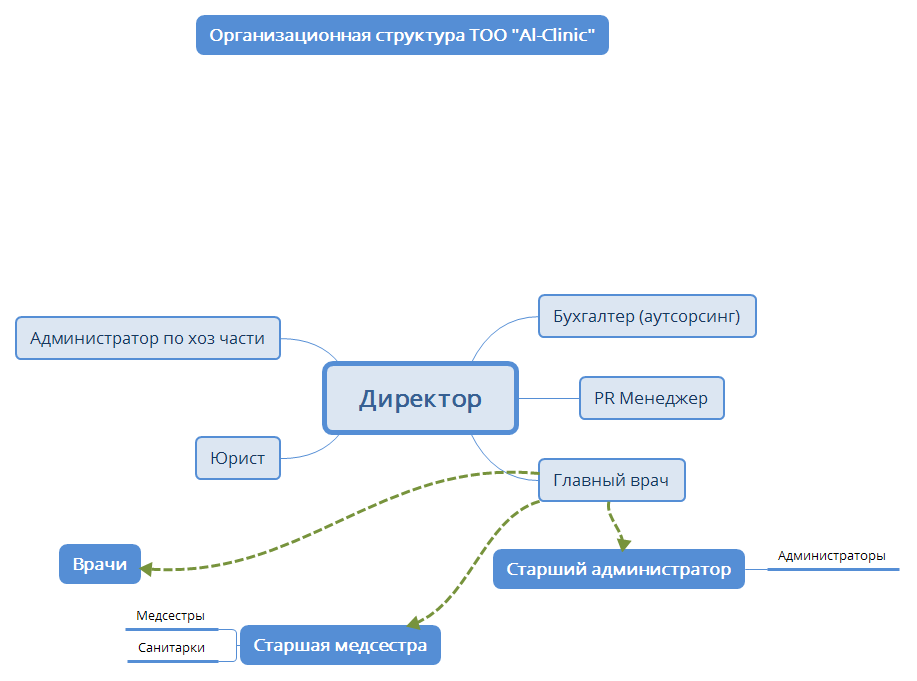 Организационная структура ТОО "Al-Clinic"
Бухгалтер (аутсорсинг)
Администратор по хоз части
Директор
PR Менеджер
Юрист
Главный врач
Врачи
Старший администратор
Администраторы
Медсестры
Санитарки
Старшая медсестра